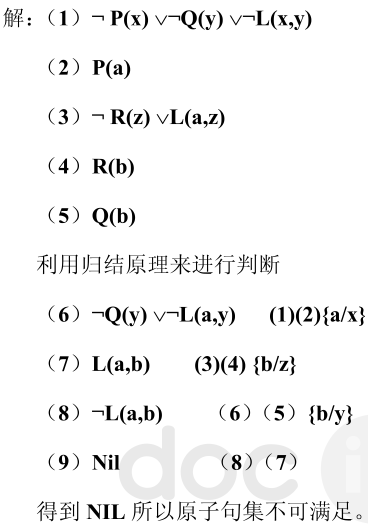 解:（1）¬ P(x) ∨¬Q(y) ∨¬L(x,y)
（2）P(a)
（3）¬ R(z) ∨L(a,z)
（4）R(b)
（5）Q(b)
利用归结原理来进行判断
（6）¬Q(y) ∨¬L(a,y) (1)(2){a/x}
（7）L(a,b) (3)(4) {b/z}
（8）¬L(a,b) （6）（5）{b/y}
（9）Nil （8）（7）
得到 NIL 所以原子句集不可满足。
doc i